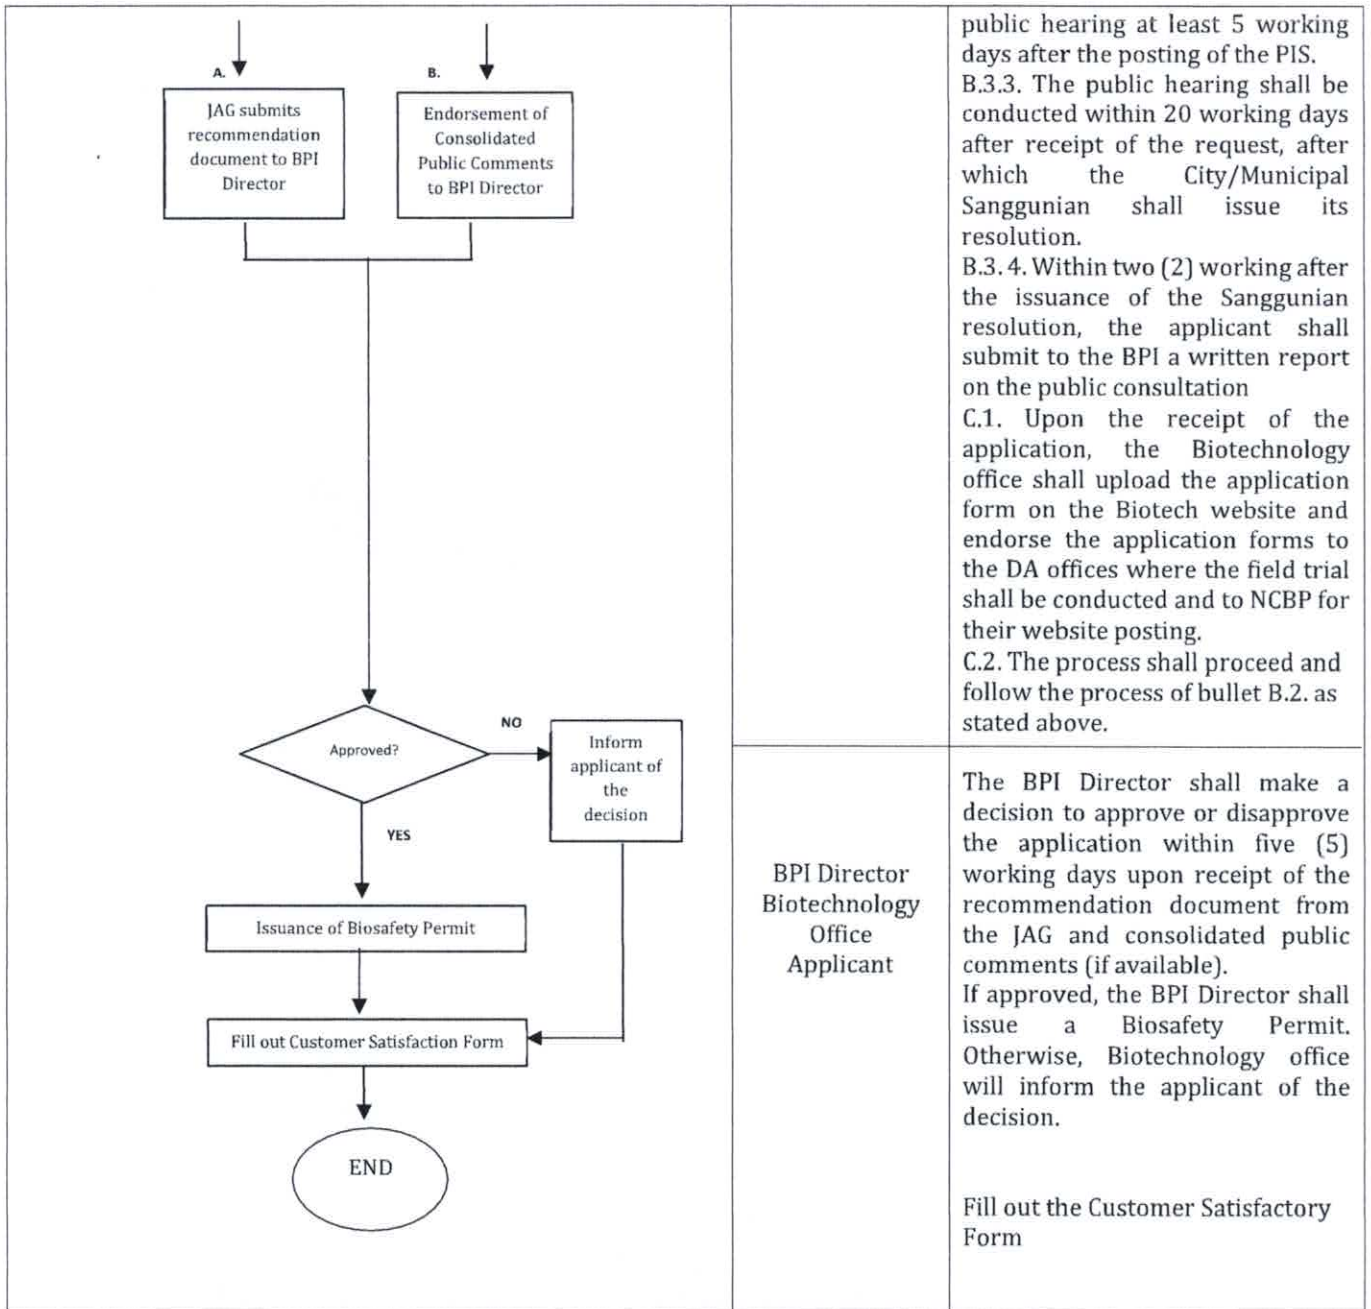 A.
JAG submits
recommendation
document to BPI
Director
B.
Endorsement of
Consolidated
Public Comments
to BPI Director
Approved?
NO
Inform
applicant of
the
decision
YES
Issuance of Biosafety Permit
Fill out Customer Satisfaction Form
END
public hearing at least 5 working
days after the posting of the PIS.
B.3.3. The public hearing shall be
conducted within 20 working days
after receipt of the request, after
which the City/Municipal
Sanggunian shall issue its
resolution.
B.3.4. Within two (2) working after
the issuance of the Sanggunian
resolution, the applicant shall
submit to the BPI a written report
on the public consultation
C.1. Upon the receipt of the
application, the Biotechnology
office shall upload the application
form on the Biotech website and
endorse the application forms to
the DA offices where the field trial
shall be conducted and to NCBP for
their website posting.
C.2. The process shall proceed and
follow the process of bullet B.2. as
stated above.
BPI Director
Biotechnology
Office
Applicant
The BPI Director shall make a
decision to approve or disapprove
the application within five (5)
working days upon receipt of the
recommendation document from
the JAG and consolidated public
comments (if available).
If approved, the BPI Director shall
issue a Biosafety Permit.
Otherwise, Biotechnology office
will inform the applicant of the
decision.
Fill out the Customer Satisfactory
Form